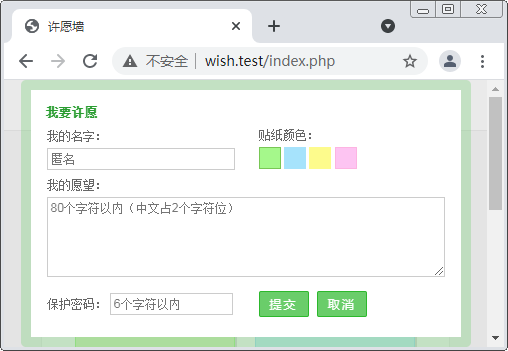 许愿墙
不安全 wish.test/index.php
我要许愿
我的名字： 贴纸颜色：
匿名
我的愿望：
80个字符以内（中文占2个字符位）
保护密码： 6个字符以内 提交 取消